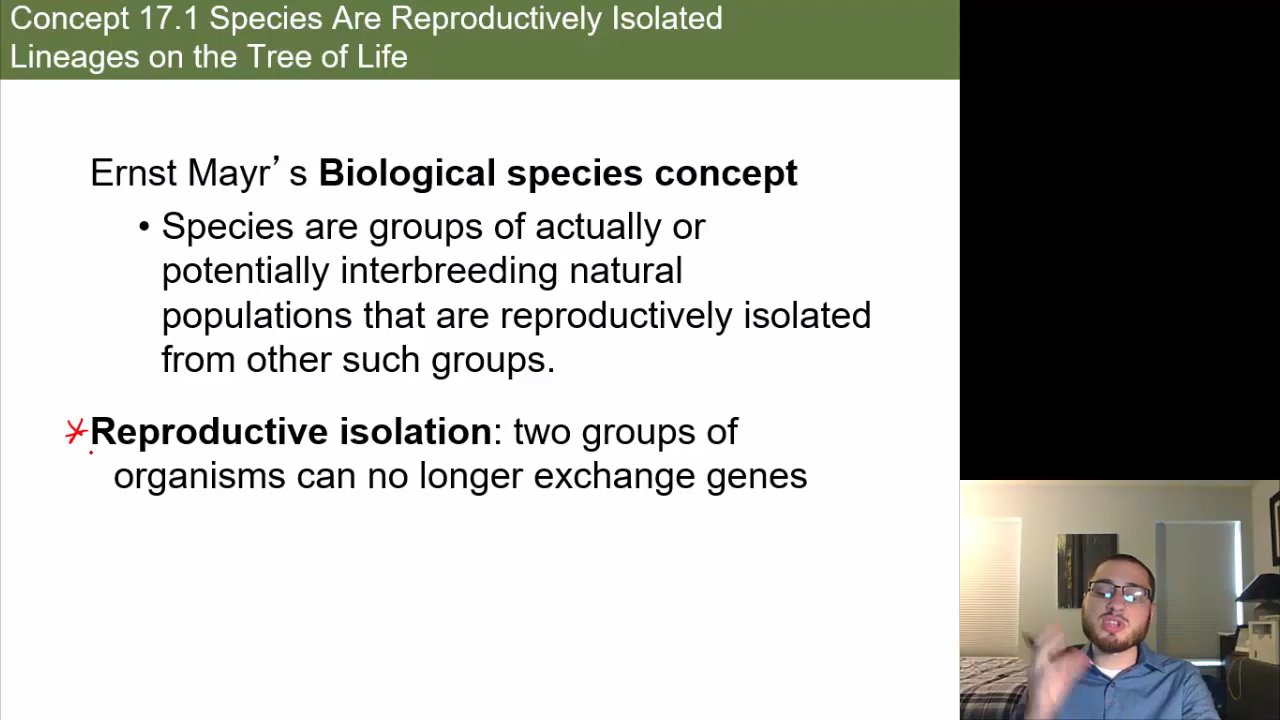 Concept 17.1 Species Are Reproductively Isolated
Lineages on the Tree of Life
Ernst Mayr’s Biological species concept
• Species are groups of actually or
potentially interbreeding natural
populations that are reproductively isolated
from other such groups.
*Reproductive isolation: two groups of
organisms can no longer exchange genes